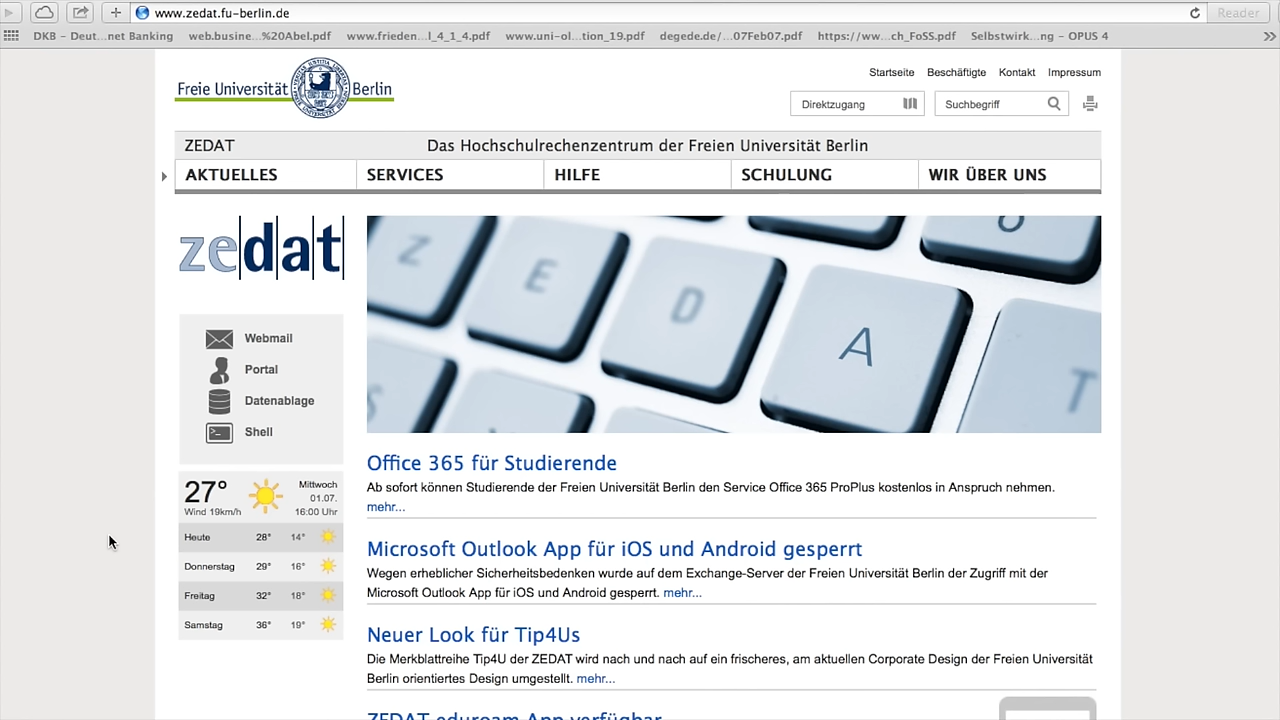 www.zedat.fu-berlin.de
Reader
DKB – Deut...net Banking web.busine...%20Abel.pdf www.frieden...l_4_1_4.pdf www.uni-ol...tion_19.pdf degede.de/...07Feb07.pdf https://ww...ch_FoSS.pdf Selbstwirk...ng – OPUS 4
Freie Universität Berlin
Startseite Beschäftigte Kontakt Impressum
Direktzugang Suchbegriff
ZEDAT Das Hochschulrechenzentrum der Freien Universität Berlin
AKTUELLES SERVICES HILFE SCHULUNG WIR ÜBER UNS
zedat
Z E D A T
Webmail
Portal
Datenablage
Shell
27° Mittwoch
01.07.
Wind 19km/h 16:00 Uhr
Heute 28° 14°
Donnerstag 29° 16°
Freitag 32° 18°
Samstag 36° 19°
Office 365 für Studierende
Ab sofort können Studierende der Freien Universität Berlin den Service Office 365 ProPlus kostenlos in Anspruch nehmen.
mehr...
Microsoft Outlook App für iOS und Android gesperrt
Wegen erheblicher Sicherheitsbedenken wurde auf dem Exchange-Server der Freien Universität Berlin der Zugriff mit der
Microsoft Outlook App für iOS und Android gesperrt. mehr...
Neuer Look für Tip4Us
Die Merkblattreihe Tip4U der ZEDAT wird nach und nach auf ein frischeres, am aktuellen Corporate Design der Freien Universität
Berlin orientiertes Design umgestellt. mehr...
ZEDAT eduroam App verfügbar